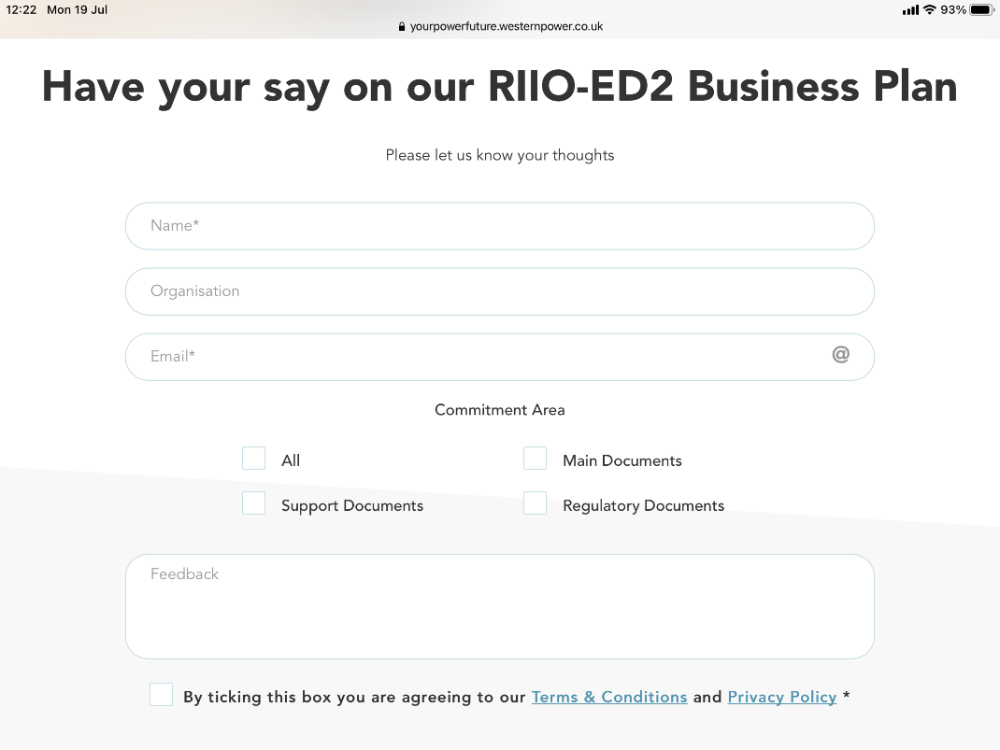 12:22 Mon 19 Jul 93%
yourpowerfuture.westernpower.co.uk
Have your say on our RIIO-ED2 Business Plan
Please let us know your thoughts
Name*
Organisation
Email* @
Commitment Area
All Main Documents
Support Documents Regulatory Documents
Feedback
By ticking this box you are agreeing to our Terms & Conditions and Privacy Policy *